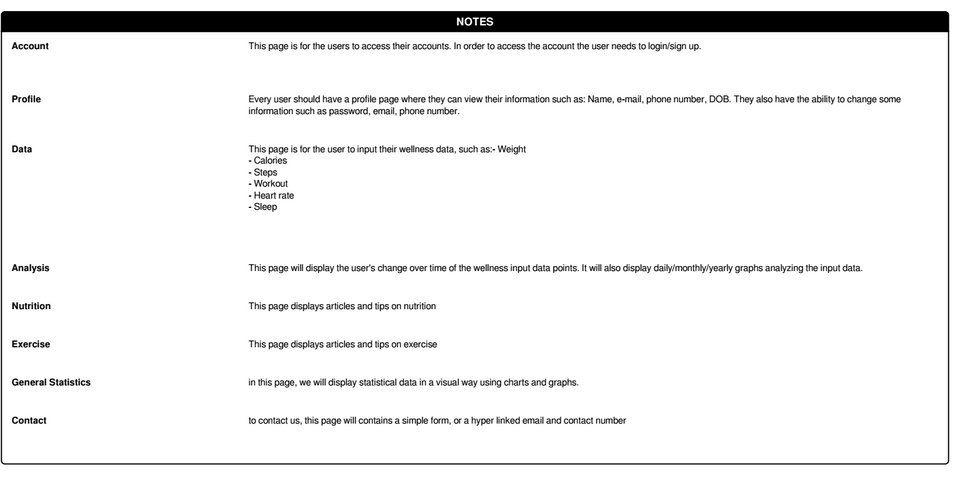 NOTES
Account
This page is for the users to access their accounts. In order to access the account the user needs to login/sign up.
Profile
Every user should have a profile page where they can view their information such as: Name, e-mail, phone number, DOB. They also have the ability to change some
information such as password, email, phone number.
Data
This page is for the user to input their wellness data, such as:- Weight
- Calories
- Steps
- Workout
- Heart rate
- Sleep
Analysis
This page will display the user's change over time of the wellness input data points. It will also display daily/monthly/yearly graphs analyzing the input data.
Nutrition
This page displays articles and tips on nutrition
Exercise
This page displays articles and tips on exercise
General Statistics
in this page, we will display statistical data in a visual way using charts and graphs.
Contact
to contact us, this page will contains a simple form, or a hyper linked email and contact number